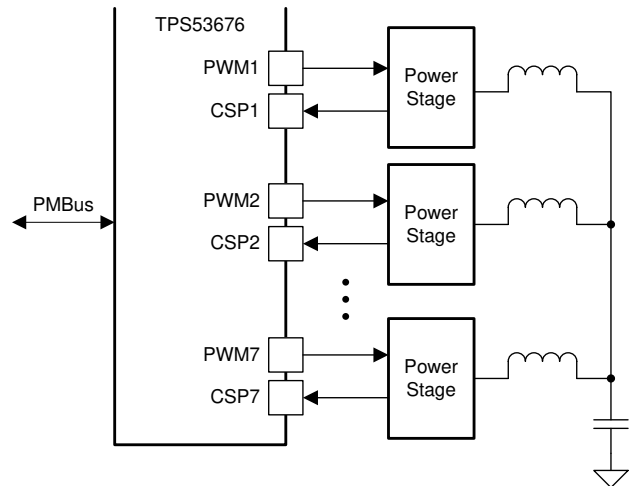 TPS53676
PWM1
Power
Stage
CSP1
PMBus
PWM2
Power
Stage
CSP2
PWM7
Power
Stage
CSP7